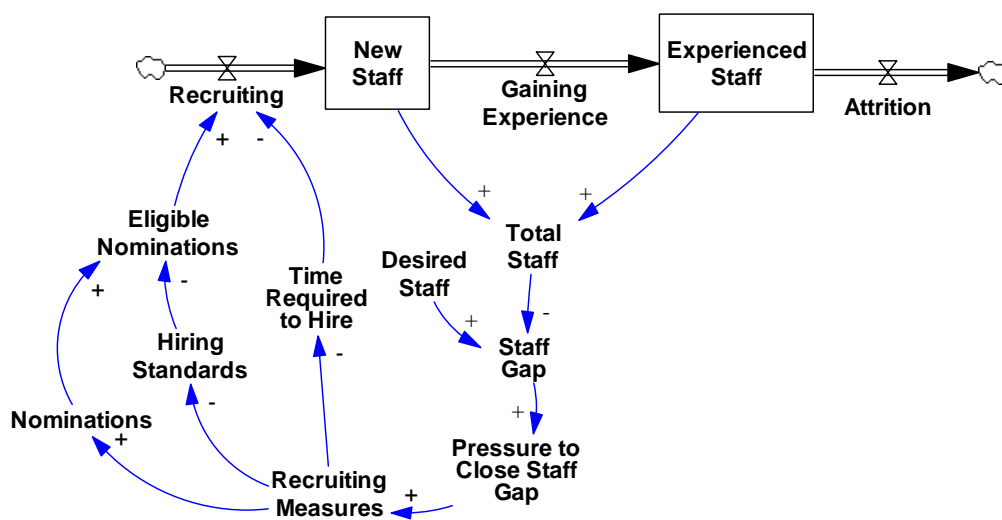 New
Staff
Experienced
Staff
Recruiting
Gaining
Experience
Attrition
+
-
+
+
Eligible
Nominations
Total
Staff
Desired
Staff
Time
Required
to Hire
+
-
+
-
Hiring
Standards
-
Staff
Gap
-
+
Nominations
+
Pressure to
Close Staff
Gap
Recruiting
Measures
+